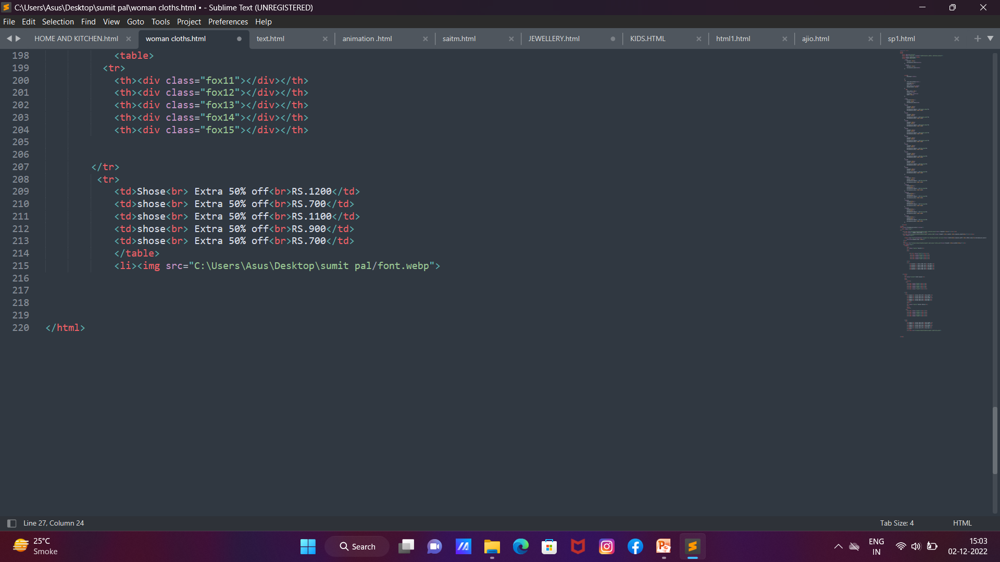 C:\Users\Asus\Desktop\sumit pal\woman cloths.html • - Sublime Text (UNREGISTERED)
File Edit Selection Find View Goto Tools Project Preferences Help
HOME AND KITCHEN.html woman cloths.html text.html animation .html saitm.html JEWELLERY.html KIDS.HTML html1.html ajio.html sp1.html
198 <table>
199 <tr>
200 <th><div class="fox11"></div></th>
201 <th><div class="fox12"></div></th>
202 <th><div class="fox13"></div></th>
203 <th><div class="fox14"></div></th>
204 <th><div class="fox15"></div></th>
205
206
207 </tr>
208 <tr>
209 <td>Shose<br> Extra 50% off<br>RS.1200</td>
210 <td>shose<br> Extra 50% off<br>RS.700</td>
211 <td>shose<br> Extra 50% off<br>RS.1100</td>
212 <td>shose<br> Extra 50% off<br>RS.900</td>
213 <td>shose<br> Extra 50% off<br>RS.700</td>
214 </table>
215 <li><img src="C:\Users\Asus\Desktop\sumit pal/font.webp">
216
217
218
219
220 </html>
Line 27, Column 24 Tab Size: 4 HTML
25°C
Smoke
Search
ENG
IN
15:03
02-12-2022